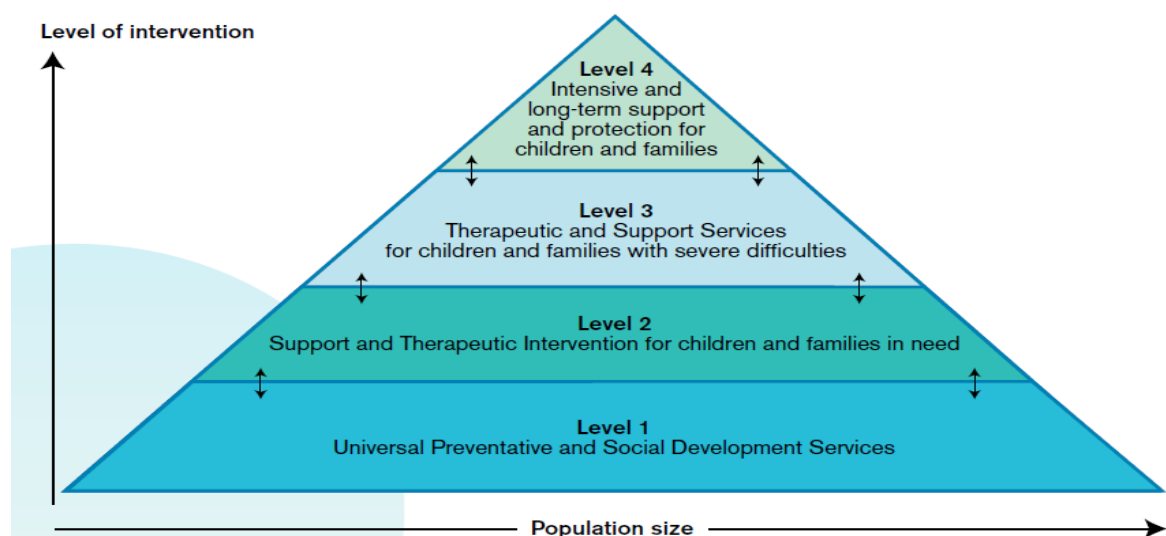 Level of intervention
Level 4
Intensive and
long-term support
and protection for
children and families
Level 3
Therapeutic and Support Services
for children and families with severe difficulties
Level 2
Support and Therapeutic Intervention for children and families in need
Level 1
Universal Preventative and Social Development Services
Population size